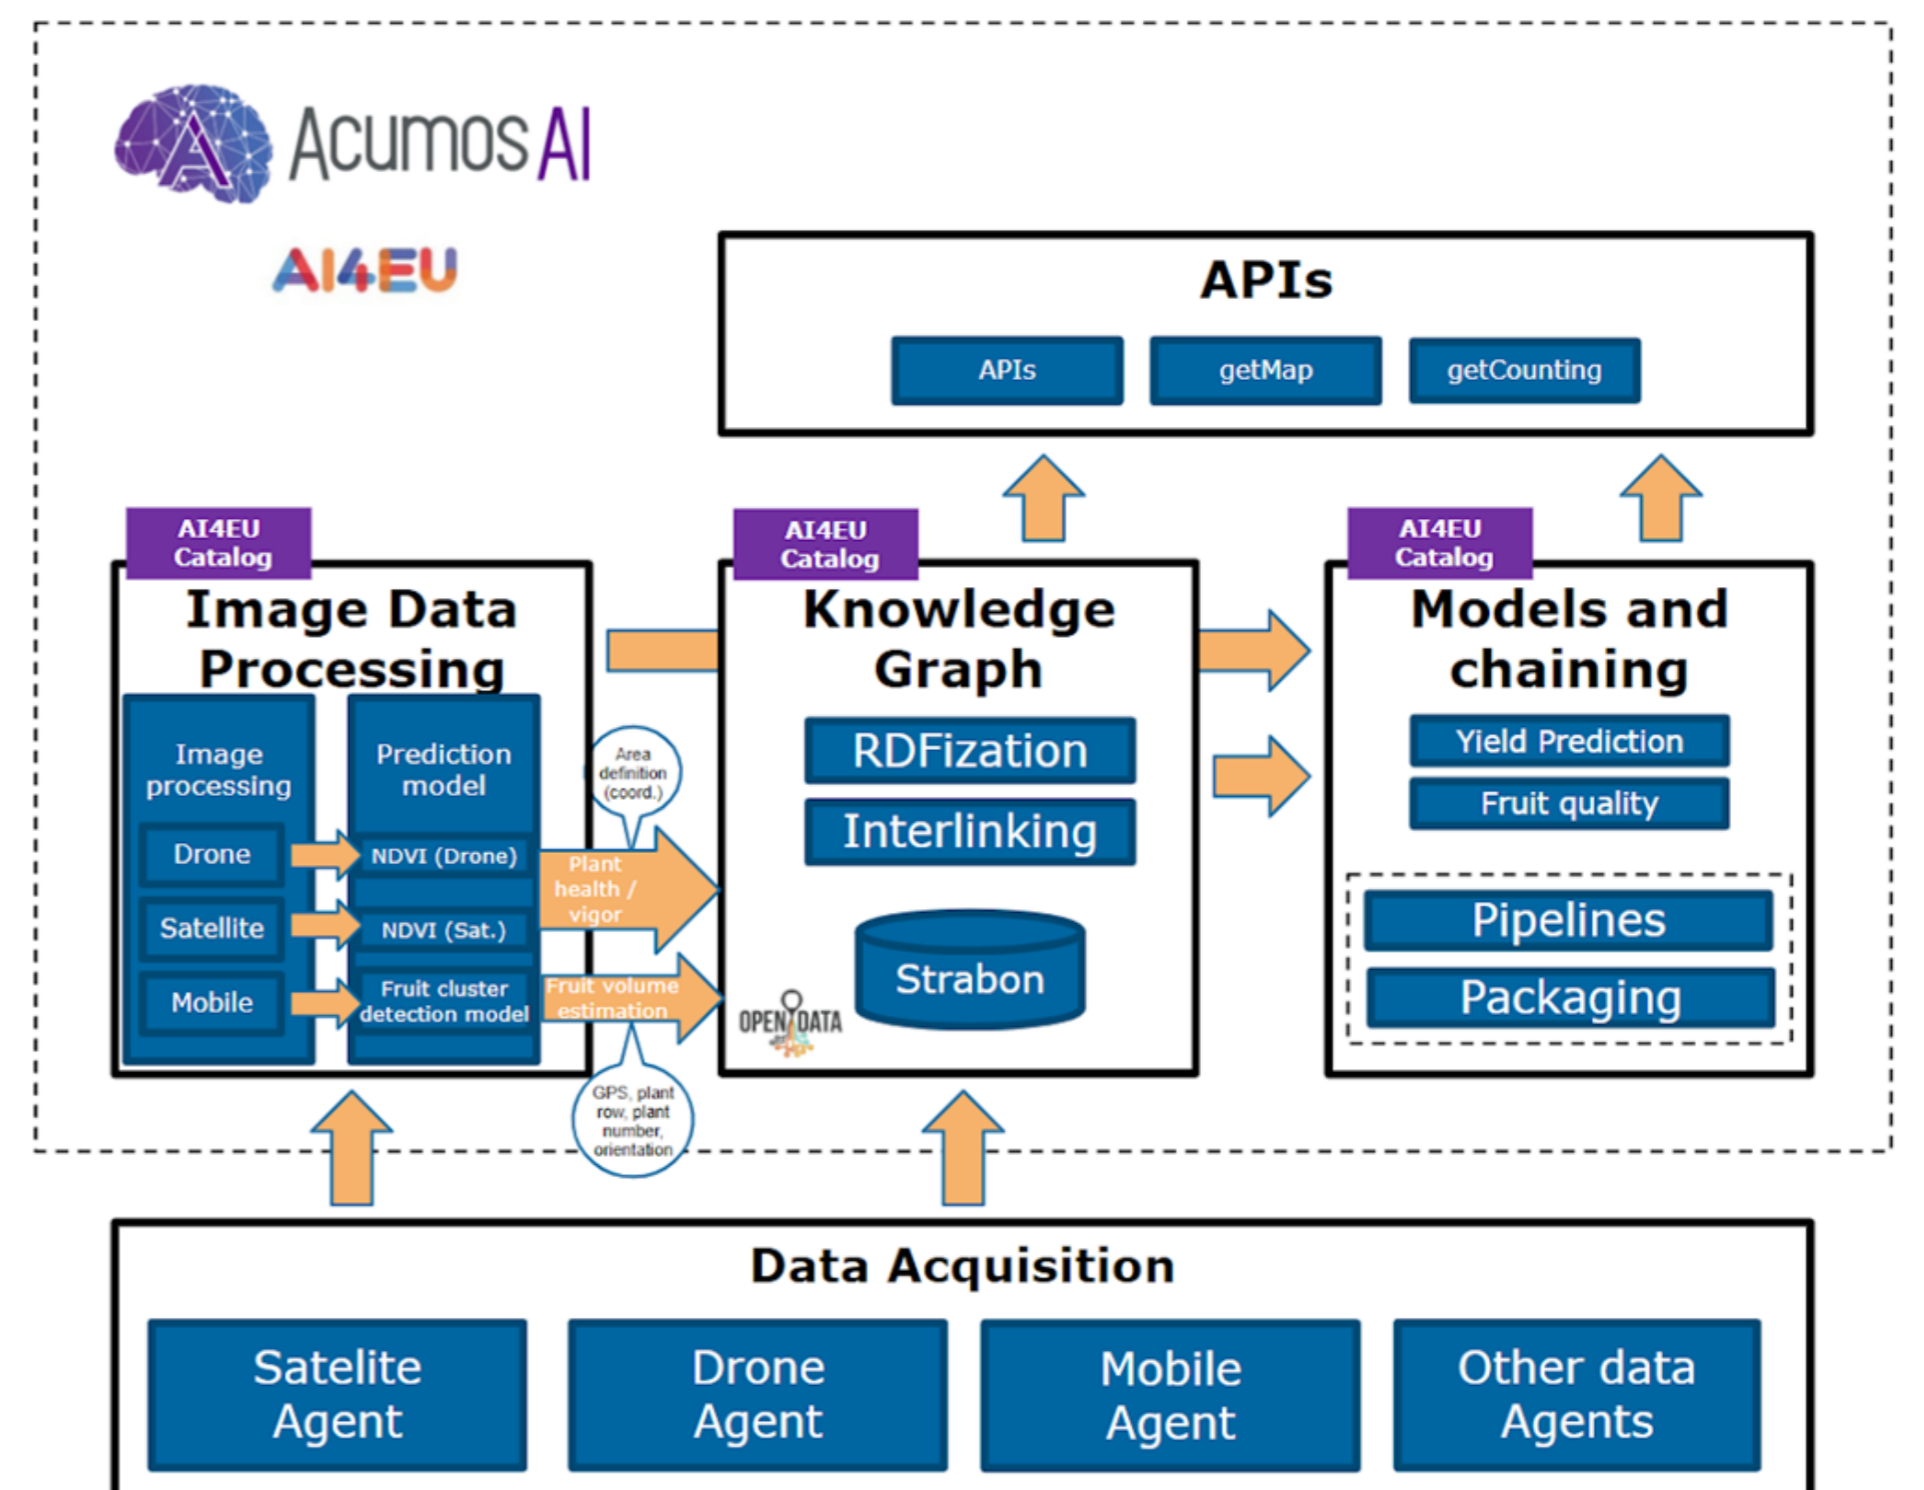 Acumos AI
AI4EU
APIs
APIs
getMap
getCounting
AI4EU
Catalog
Image Data
Processing
Image
processing
Drone
Satellite
Mobile
Prediction
model
NDVI (Drone)
NDVI (Sat.)
Fruit cluster
detection model
Area
definition
(coord.)
Plant
health /
vigor
Fruit volume
estimation
GPS, plant
row, plant
number,
orientation
AI4EU
Catalog
Knowledge
Graph
RDFization
Interlinking
Strabon
OPEN DATA
AI4EU
Catalog
Models and
chaining
Yield Prediction
Fruit quality
Pipelines
Packaging
Data Acquisition
Satelite
Agent
Drone
Agent
Mobile
Agent
Other data
Agents